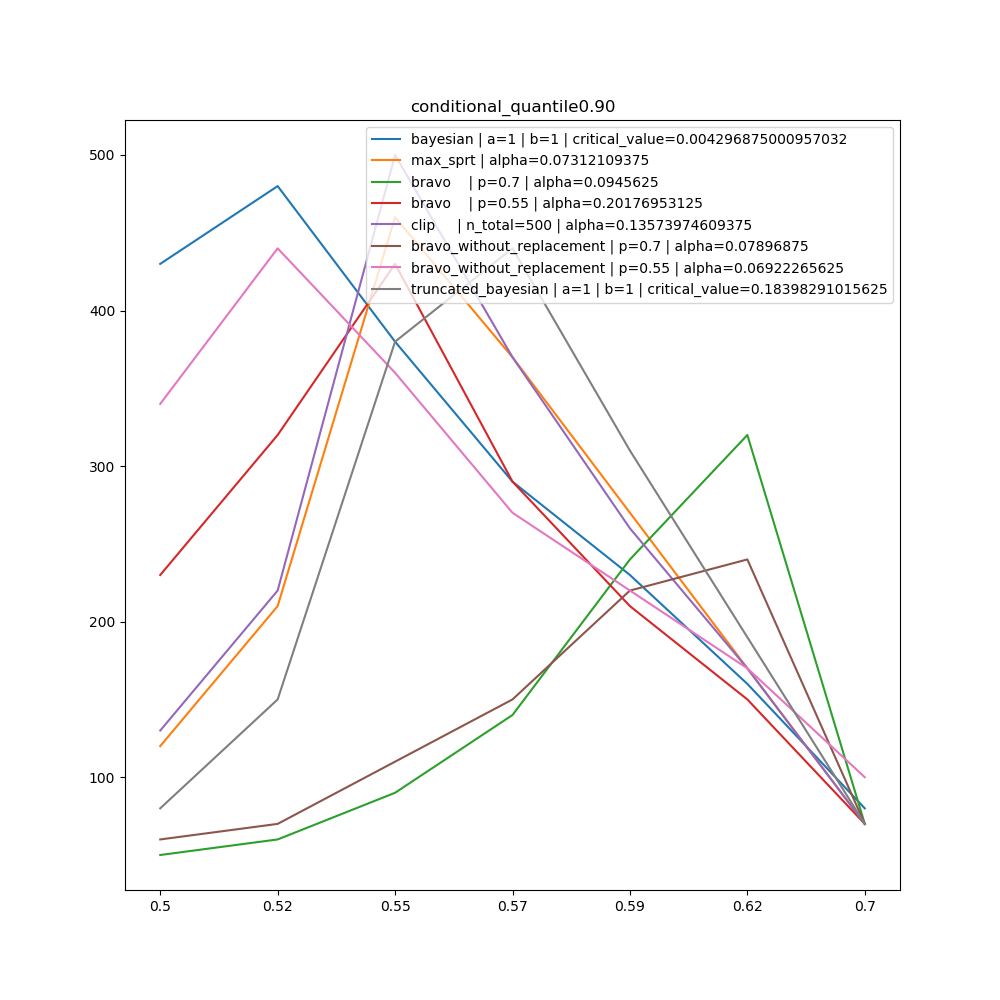 conditional_quantile0.90
bayesian | a=1 | b=1 | critical_value=0.004296875000957032
max_sprt | alpha=0.07312109375
bravo    | p=0.7 | alpha=0.0945625
bravo    | p=0.55 | alpha=0.20176953125
clip     | n_total=500 | alpha=0.13573974609375
bravo_without_replacement | p=0.7 | alpha=0.07896875
bravo_without_replacement | p=0.55 | alpha=0.06922265625
truncated_bayesian | a=1 | b=1 | critical_value=0.18398291015625
500
400
300
200
100
0.5 0.52 0.55 0.57 0.59 0.62 0.7